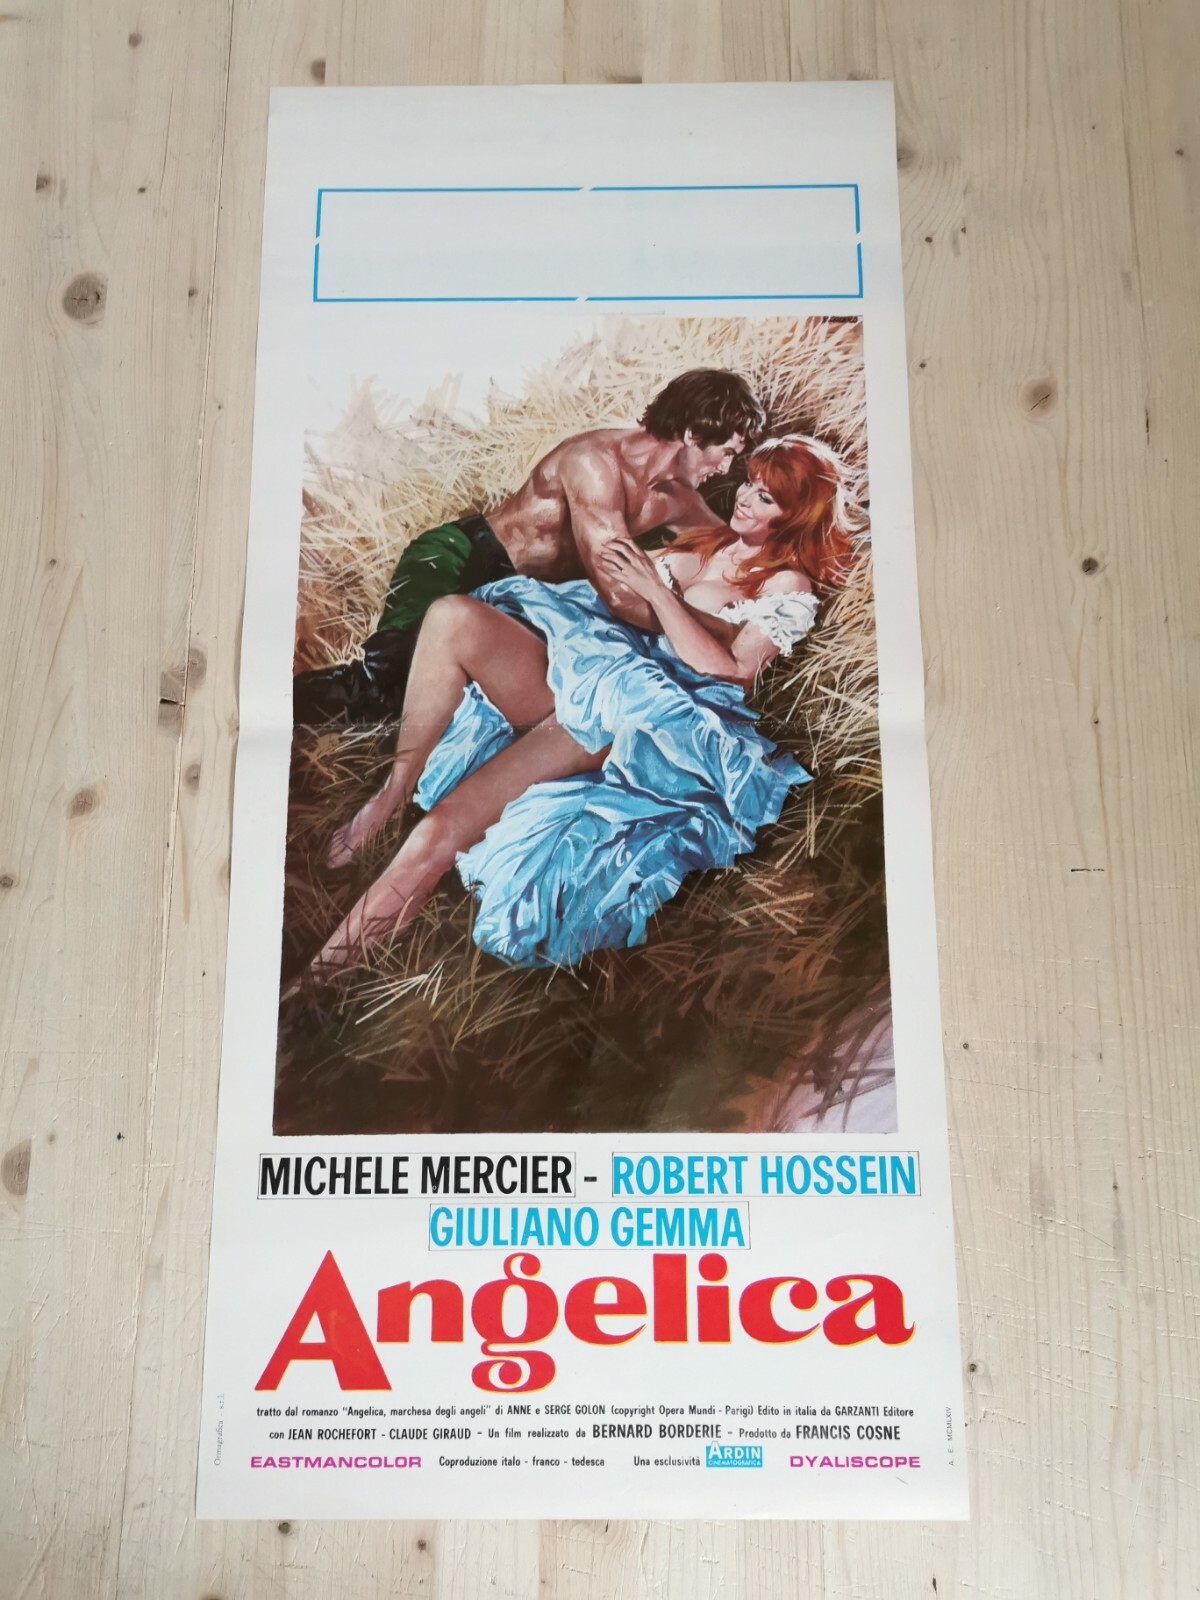 MICHELE MERCIER - ROBERT HOSSEIN
GIULIANO GEMMA
Angelica
tratto dal romanzo "Angelica, marchesa degli angeli" di ANNE e SERGE GOLON (copyright Opera Mundi - Parigi) Edito in italia da GARZANTI Editore
con JEAN ROCHEFORT - CLAUDE GIRAUD - Un film realizzato da BERNARD BORDERIE - Prodotto da FRANCIS COSNE
EASTMANCOLOR Coproduzione italo - franco - tedesca Una esclusività ARDIN CINEMATOGRAFICA DYALISCOPE
A. E. MCMLXIV